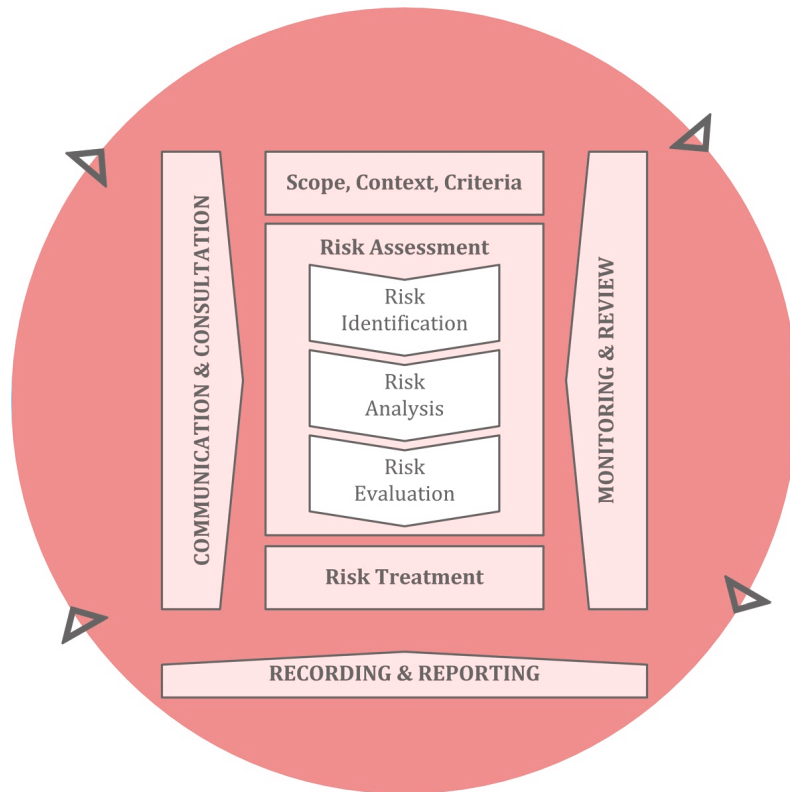 Scope, Context, Criteria
COMMUNICATION & CONSULTATION
Risk Assessment
Risk
Identification
Risk
Analysis
Risk
Evaluation
MONITORING & REVIEW
Risk Treatment
RECORDING & REPORTING